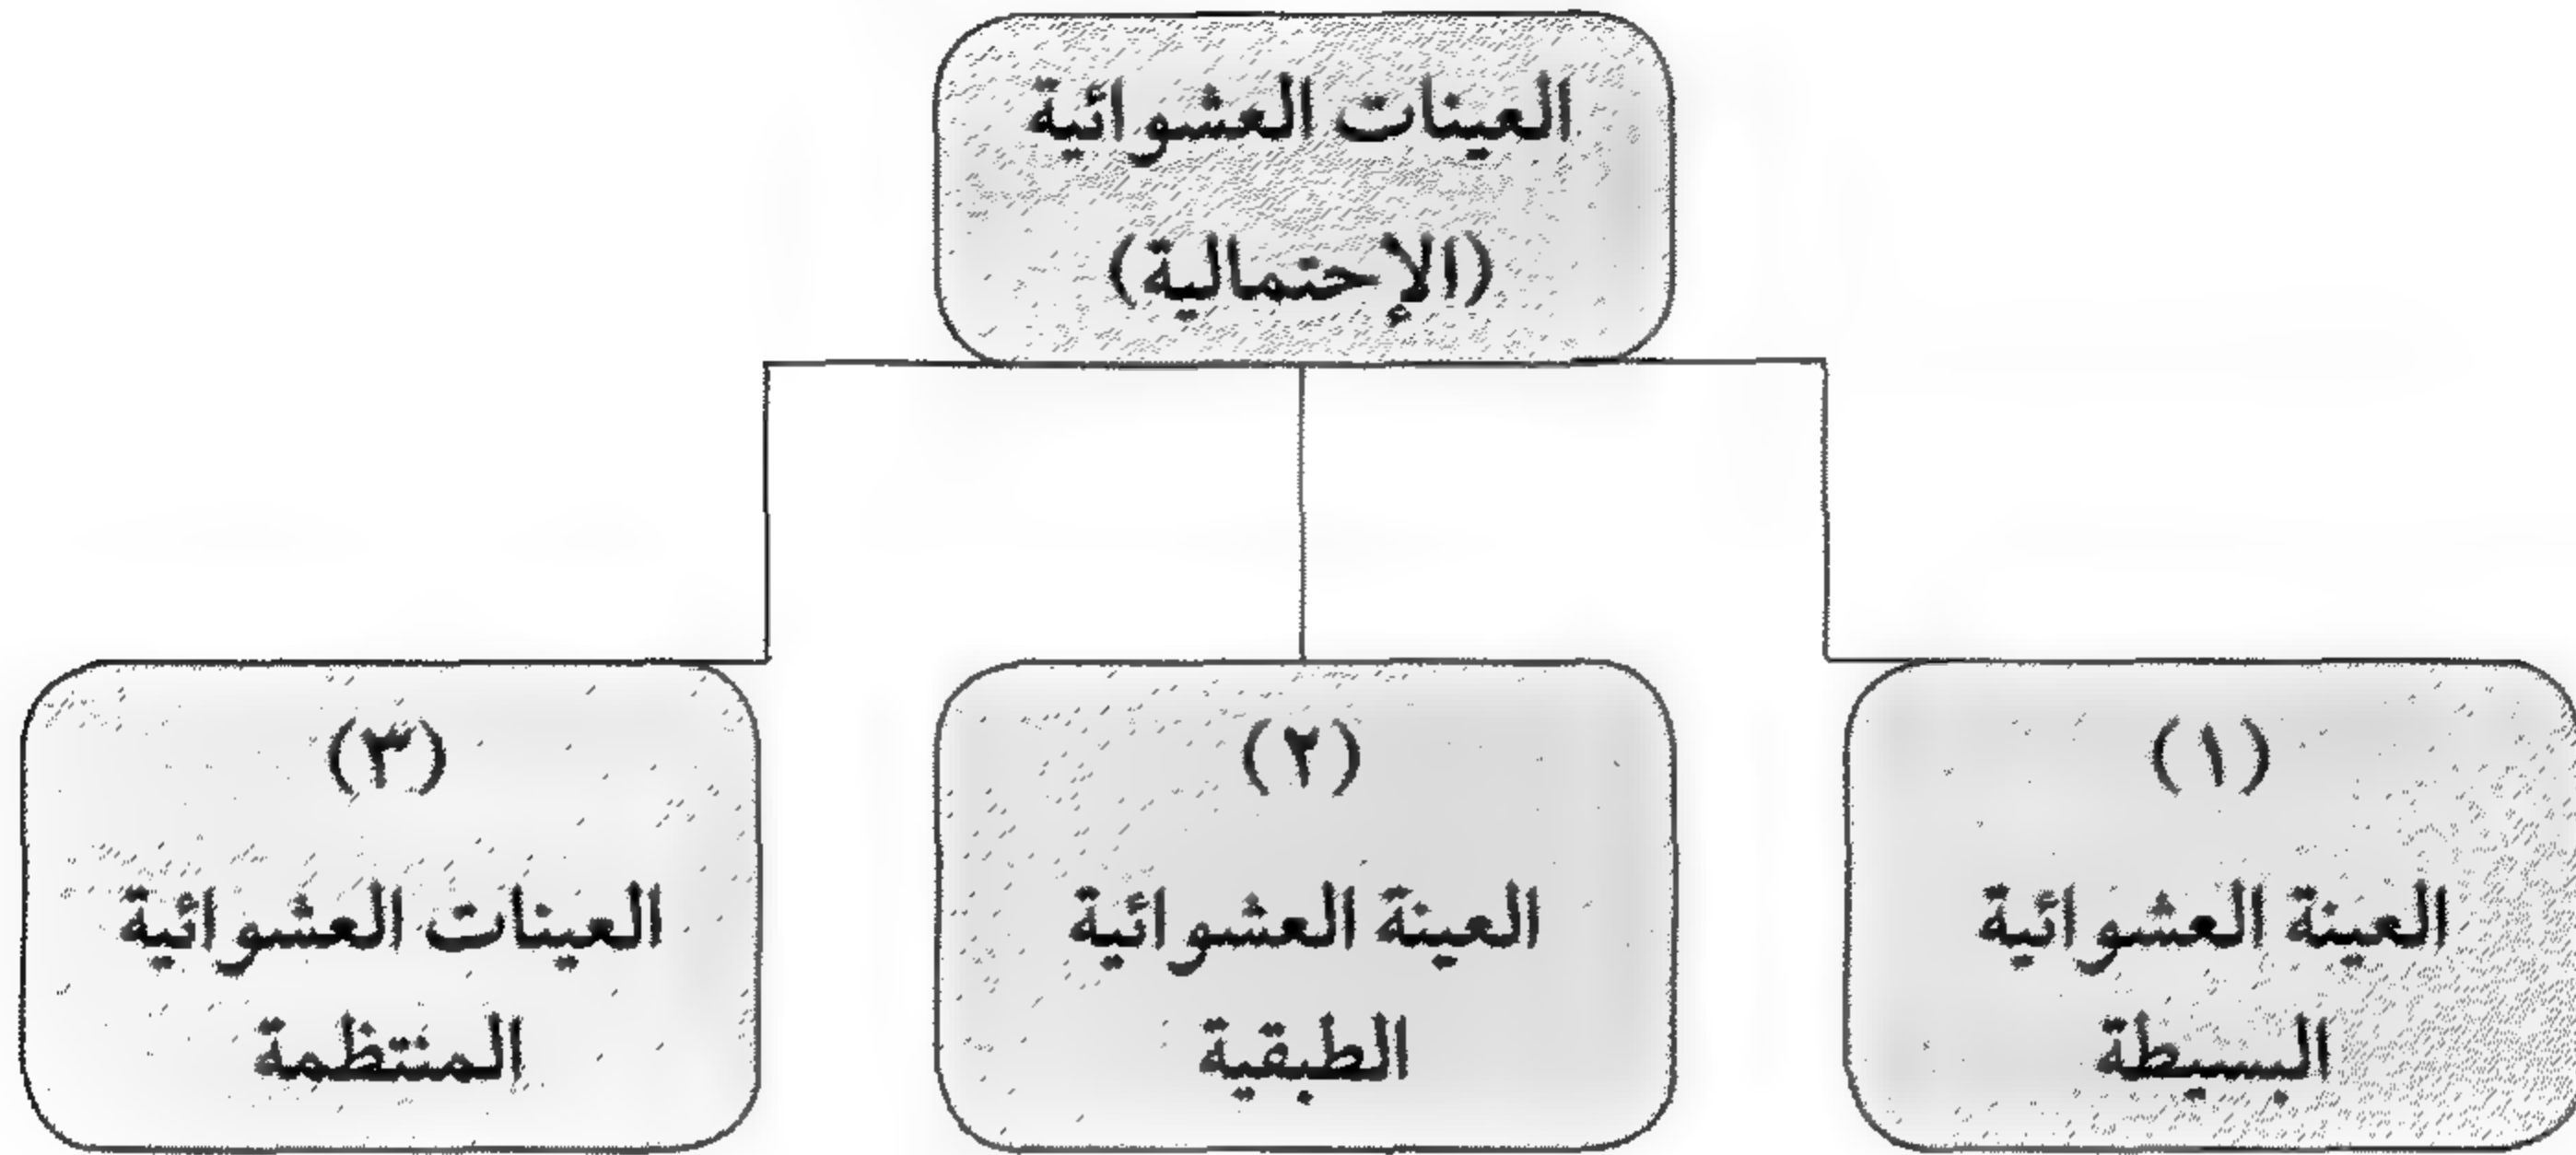 العينات العشوائية
(الإحتمالية)
(١)
العينة العشوائية
البسيطة
(٢)
العينة العشوائية
الطبقية
(٣)
العينات العشوائية
المنتظمة